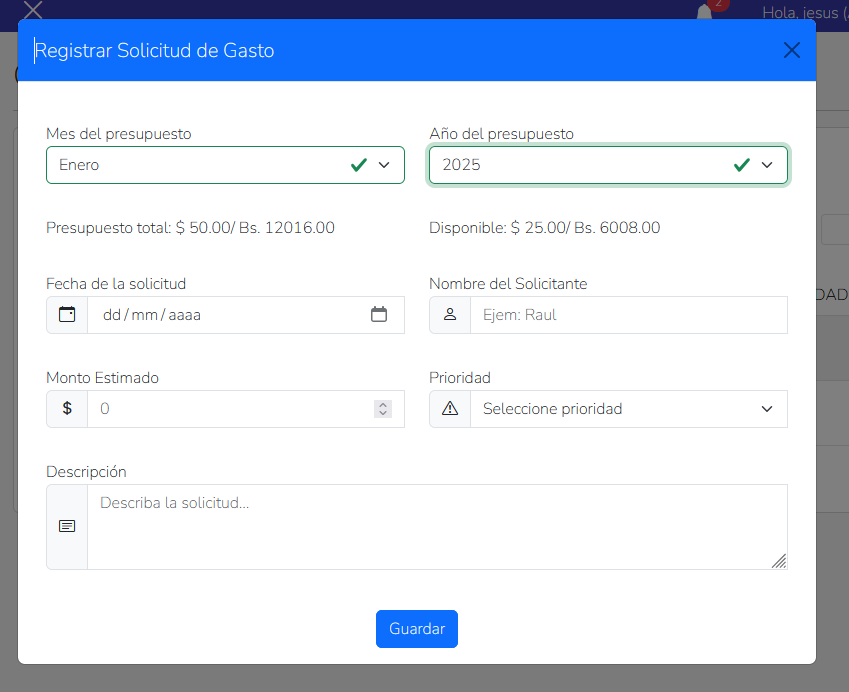 2
Hola, jesus (
Registrar Solicitud de Gasto
Mes del presupuesto
Año del presupuesto
Enero
2025
Presupuesto total: $ 50.00/ Bs. 12016.00
Disponible: $ 25.00/ Bs. 6008.00
Fecha de la solicitud
Nombre del Solicitante
dd/mm/aaaa
Ejem: Raul
DAD
Monto Estimado
Prioridad
$ 0
Seleccione prioridad
Descripción
Describa la solicitud...
Guardar